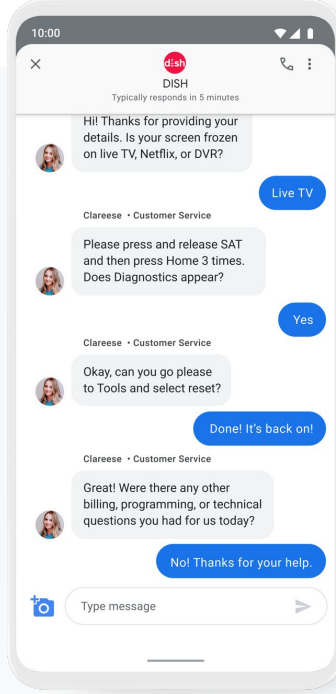 10:00
dish
DISH
Typically responds in 5 minutes
Hi! Thanks for providing your
details. Is your screen frozen
on live TV, Netflix, or DVR?
Live TV
Clareese • Customer Service
Please press and release SAT
and then press Home 3 times.
Does Diagnostics appear?
Yes
Clareese • Customer Service
Okay, can you go please
to Tools and select reset?
Done! It's back on!
Clareese • Customer Service
Great! Were there any other
billing, programming, or technical
questions you had for us today?
No! Thanks for your help.
Type message